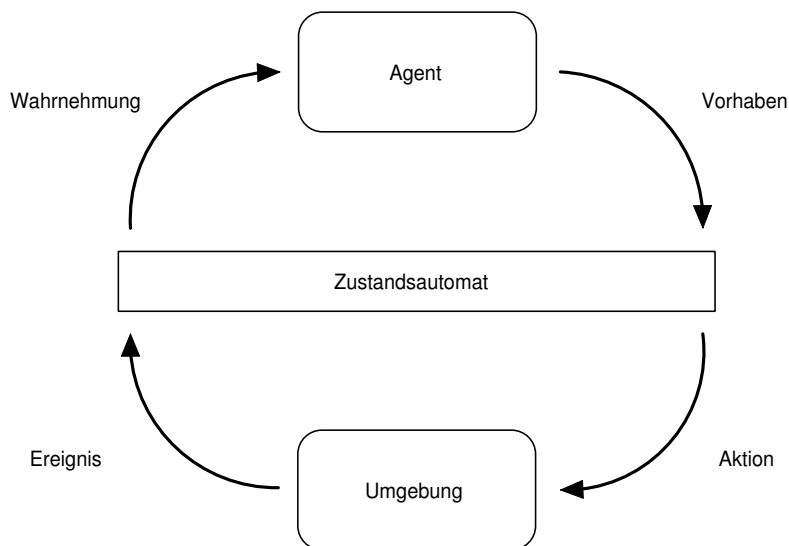 Agent
Wahrnehmung
Vorhaben
Zustandsautomat
Ereignis
Aktion
Umgebung